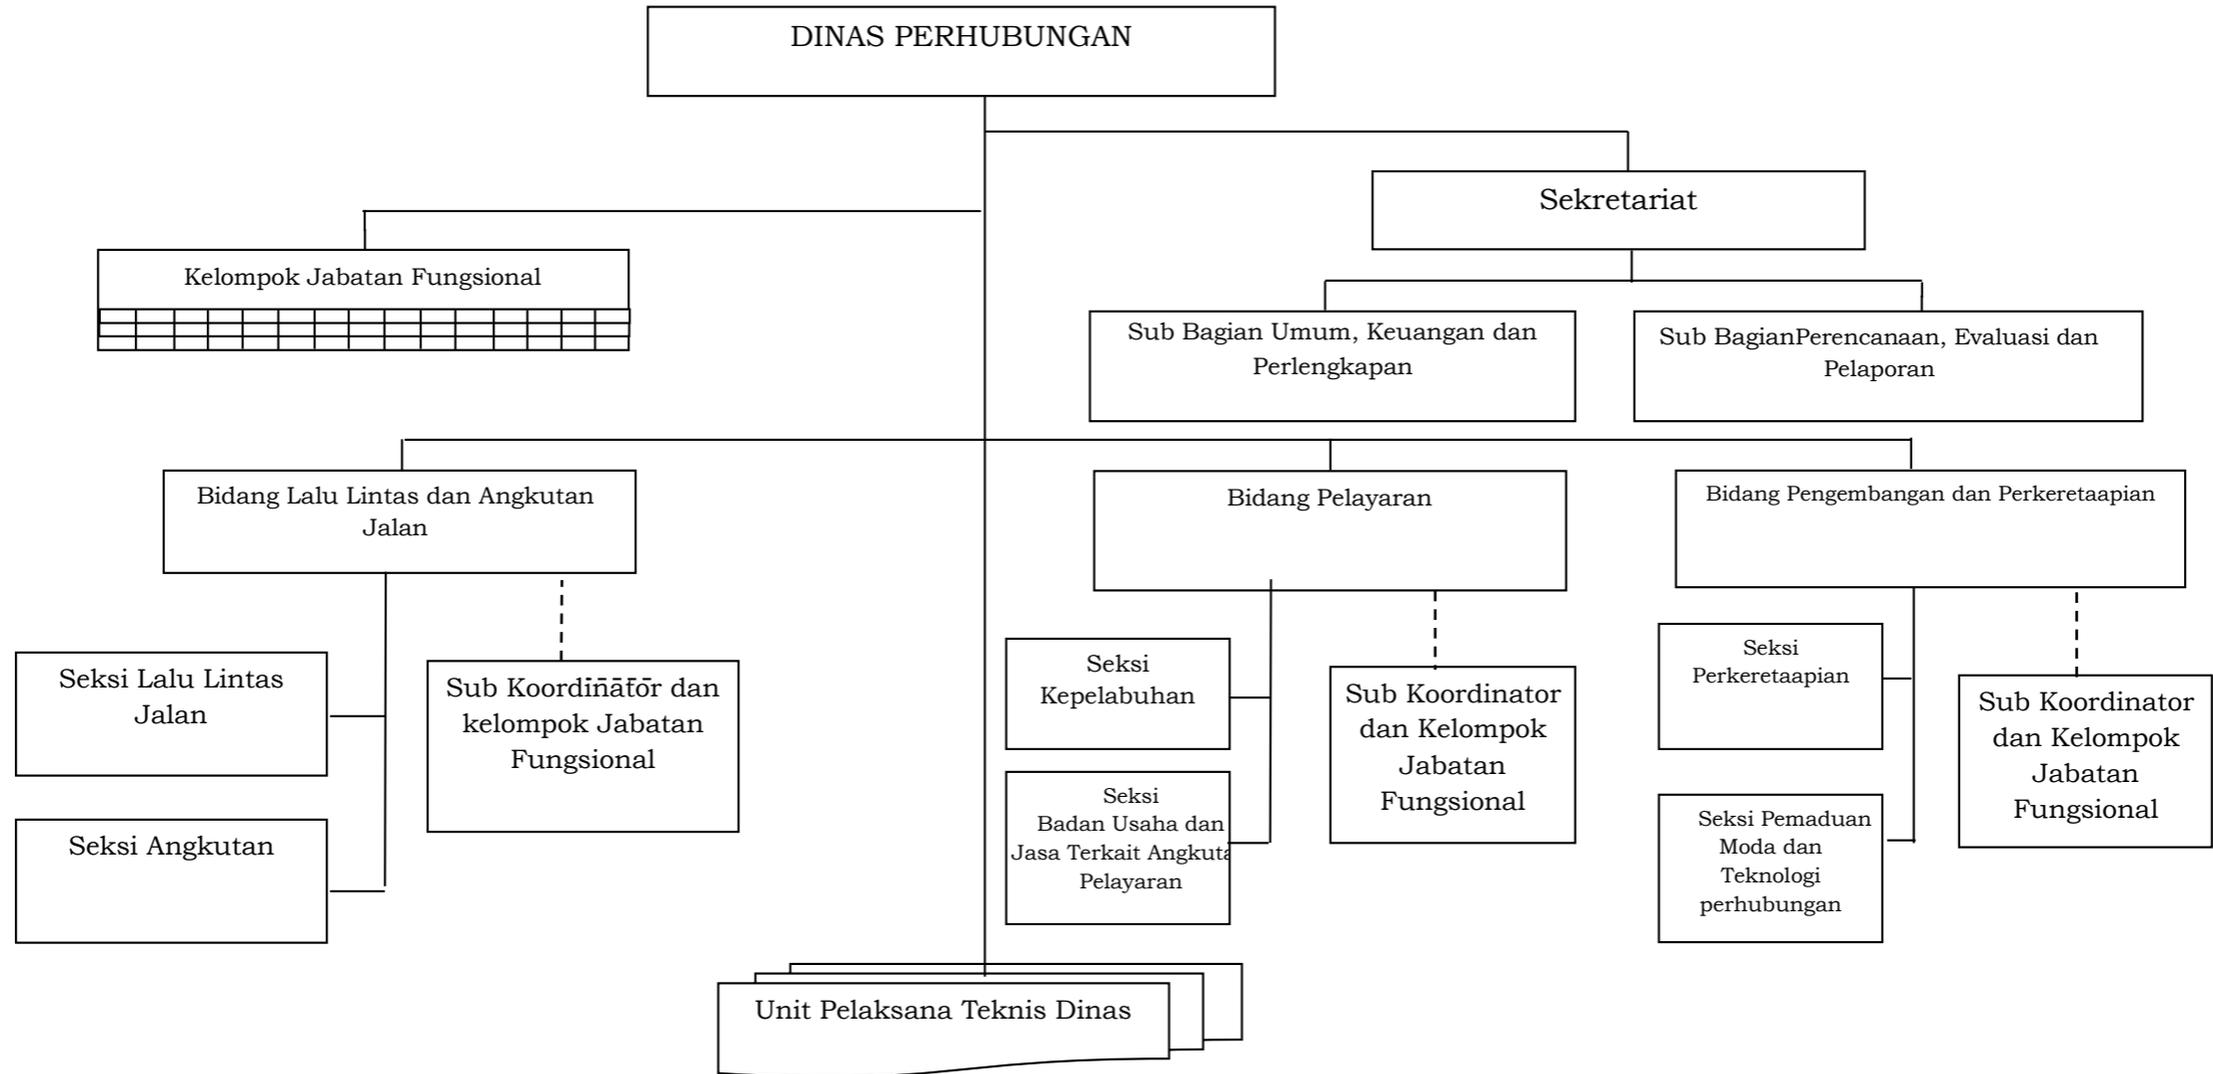 DINAS PERHUBUNGAN
Sekretariat
Kelompok Jabatan Fungsional
Sub Bagian Umum, Keuangan dan
Perlengkapan
Sub BagianPerencanaan, Evaluasi dan
Pelaporan
Bidang Lalu Lintas dan Angkutan
Jalan
Bidang Pelayaran
Bidang Pengembangan dan Perkeretaapian
Seksi Lalu Lintas
Jalan
Sub Koordinator dan
kelompok Jabatan
Fungsional
Seksi Angkutan
Seksi
Kepelabuhan
Seksi
Badan Usaha dan
Jasa Terkait Angkuta
Pelayaran
Sub Koordinator
dan Kelompok
Jabatan
Fungsional
Seksi
Perkeretaapian
Seksi Pemaduan
Moda dan
Teknologi
perhubungan
Sub Koordinator
dan Kelompok
Jabatan
Fungsional
Unit Pelaksana Teknis Dinas